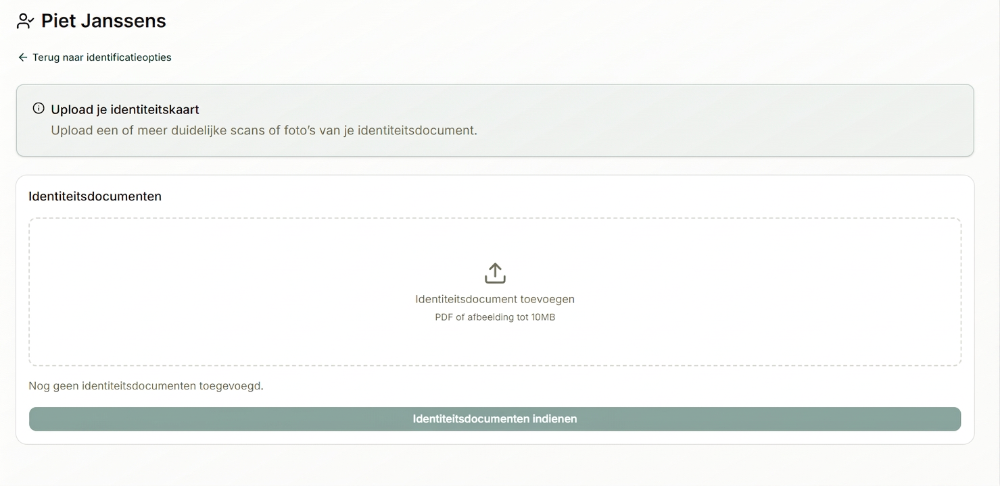 Piet Janssens
Terug naar identificatieopties
Upload je identiteitskaart
Upload een of meer duidelijke scans of foto’s van je identiteitsdocument.
Identiteitsdocumenten
Identiteitsdocument toevoegen
PDF of afbeelding tot 10MB
Nog geen identiteitsdocumenten toegevoegd.
Identiteitsdocumenten indienen